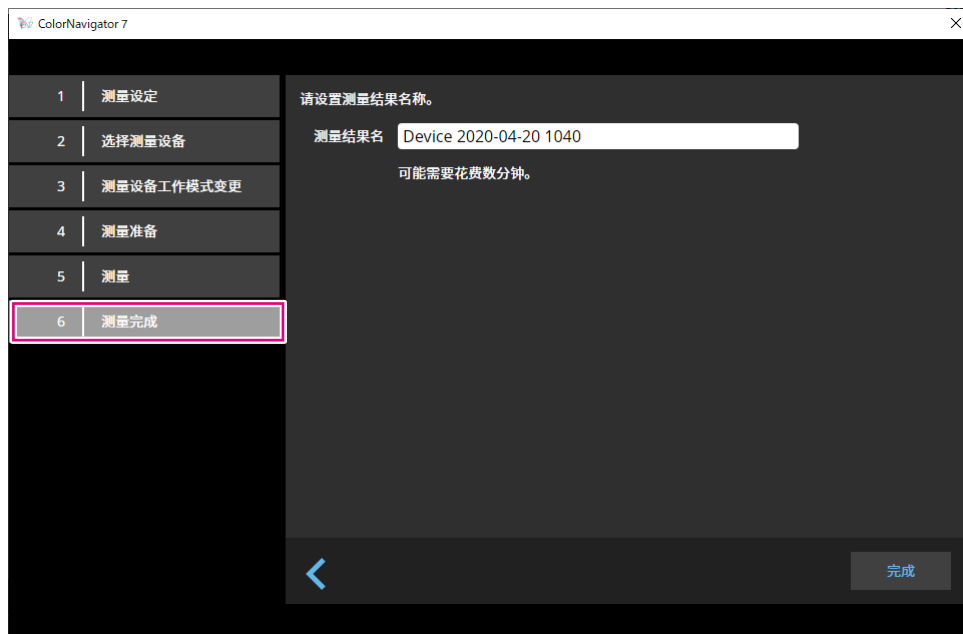 ColorNavigator 7
1 测量设定
2 选择测量设备
3 测量设备工作模式变更
4 测量准备
5 测量
6 测量完成
请设置测量结果名称。
测量结果名 Device 2020-04-20 1040
可能需要花费数分钟。
完成